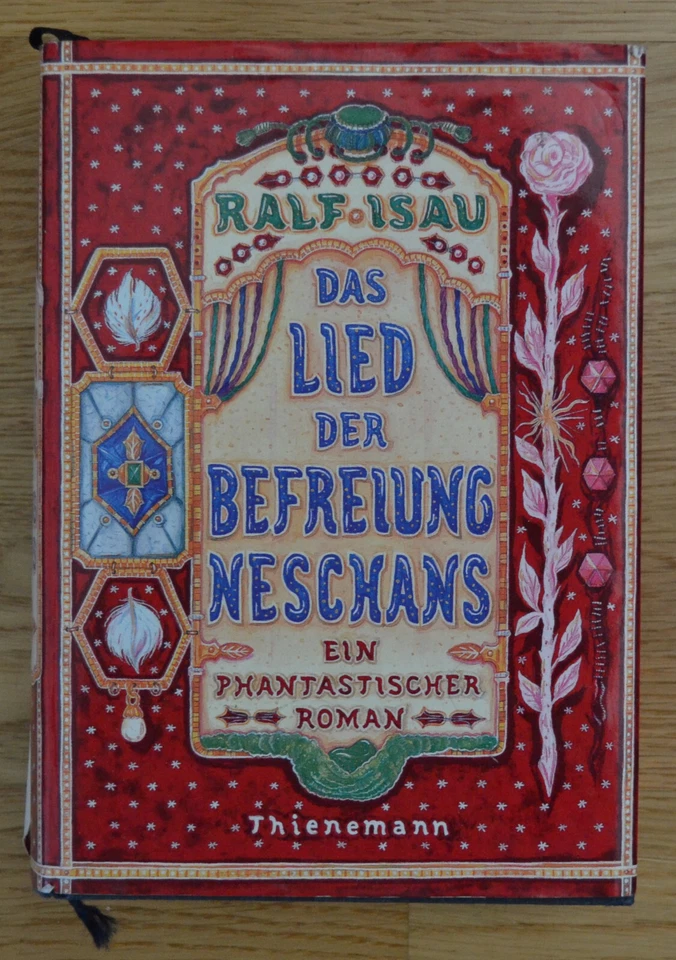 RALF ISAU
DAS
LIED
DER
BEFREIUNG
NESCHANS
EIN
PHANTASTISCHER
ROMAN
Thienemann